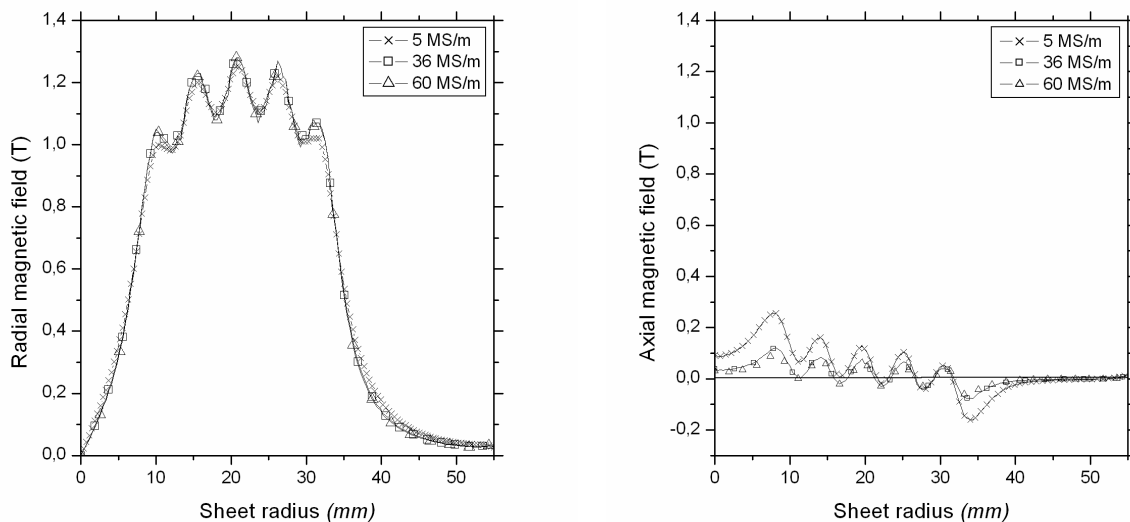 1,4
1,2
1,0
0,8
0,6
0,4
0,2
0,0
Radial magnetic field (T)
5 MS/m
36 MS/m
60 MS/m
0 10 20 30 40 50
Sheet radius (mm)
1,4
1,2
1,0
0,8
0,6
0,4
0,2
0,0
-0,2
Axial magnetic field (T)
5 MS/m
36 MS/m
60 MS/m
0 10 20 30 40 50
Sheet radius (mm)